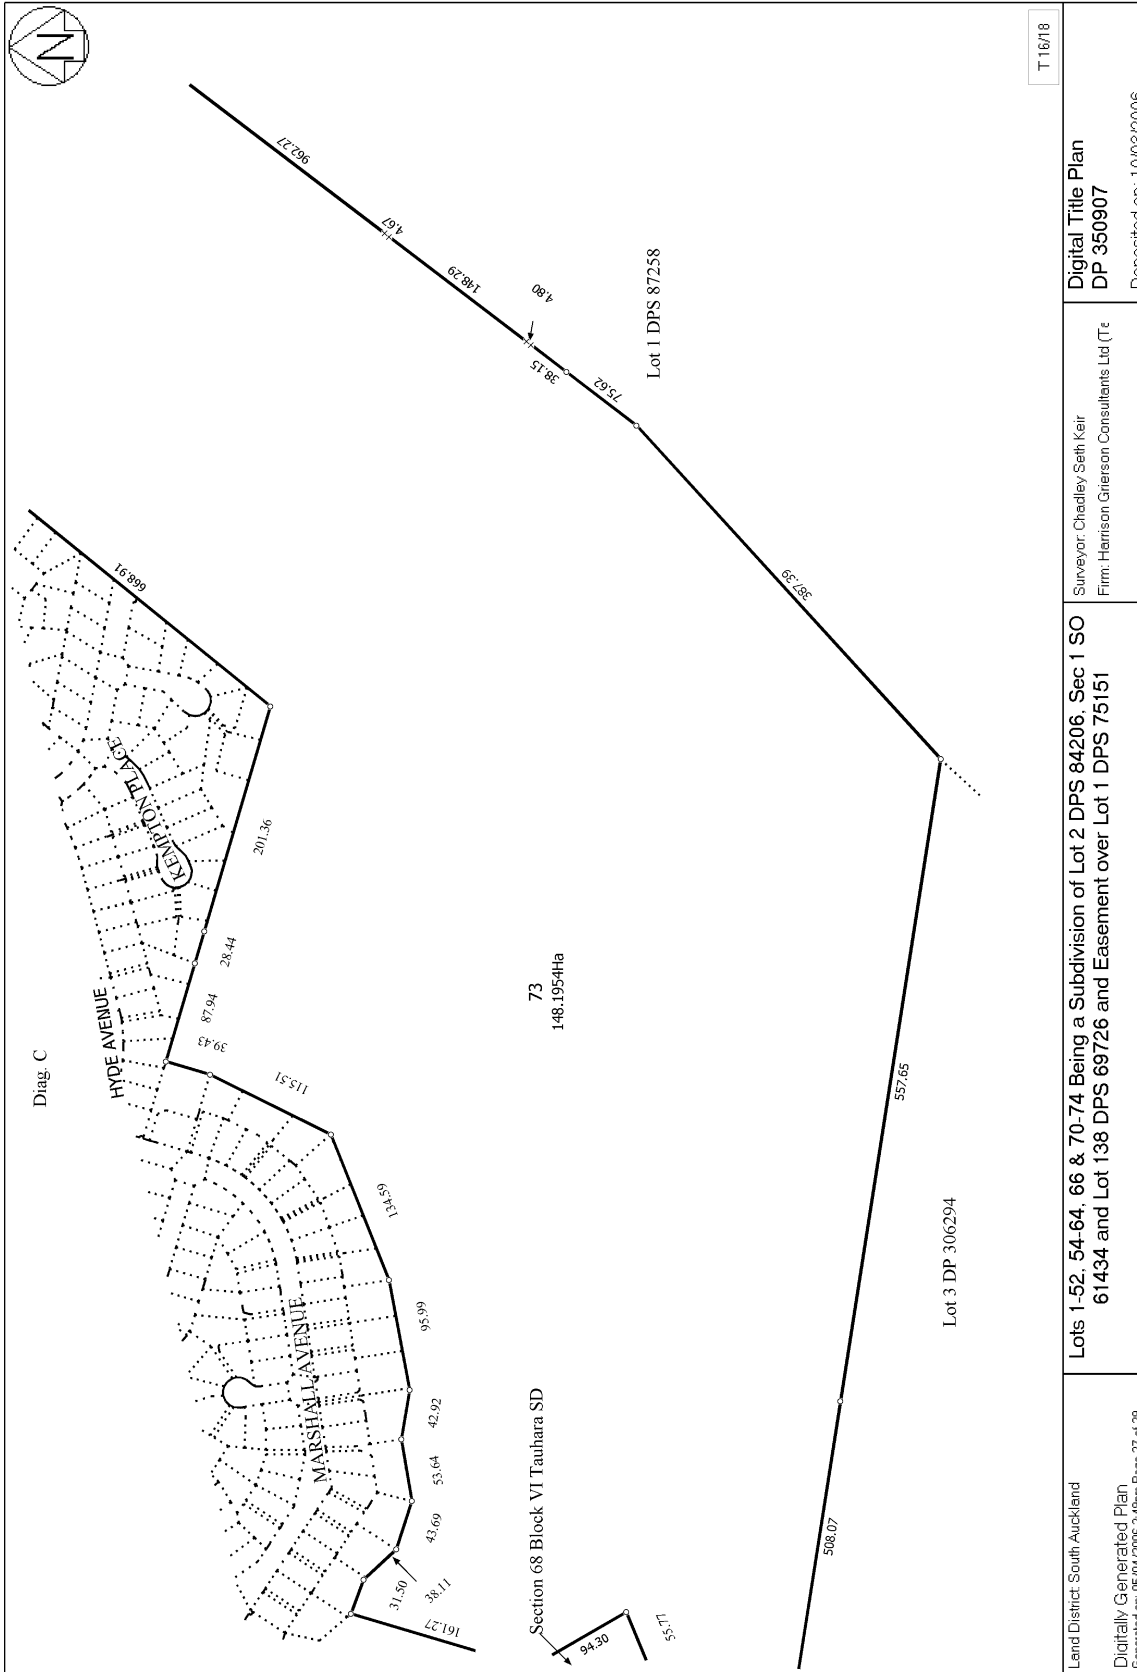 N
T 16/18
Diag. C
962.27
4.67
148.29
4.80
38.15
75.62
387.39
Lot 1 DPS 87258
668.91
KEMPTON PLACE
HYDE AVENUE
201.36
28.44
87.94
39.43
115.51
134.59
95.99
42.92
53.64
43.69
38.11
31.50
161.27
MARSHALL AVENUE
73
148.1954Ha
557.65
508.07
Lot 3 DP 306294
Section 68 Block VI Tauhara SD
94.30
55.77
Land District: South Auckland
Digitally Generated Plan
Lots 1-52, 54-64, 66 & 70-74 Being a Subdivision of Lot 2 DPS 84206, Sec 1 SO
61434 and Lot 138 DPS 69726 and Easement over Lot 1 DPS 75151
Surveyor: Chadley Seth Keir
Firm: Harrison Grierson Consultants Ltd (Te
Digital Title Plan
DP 350907